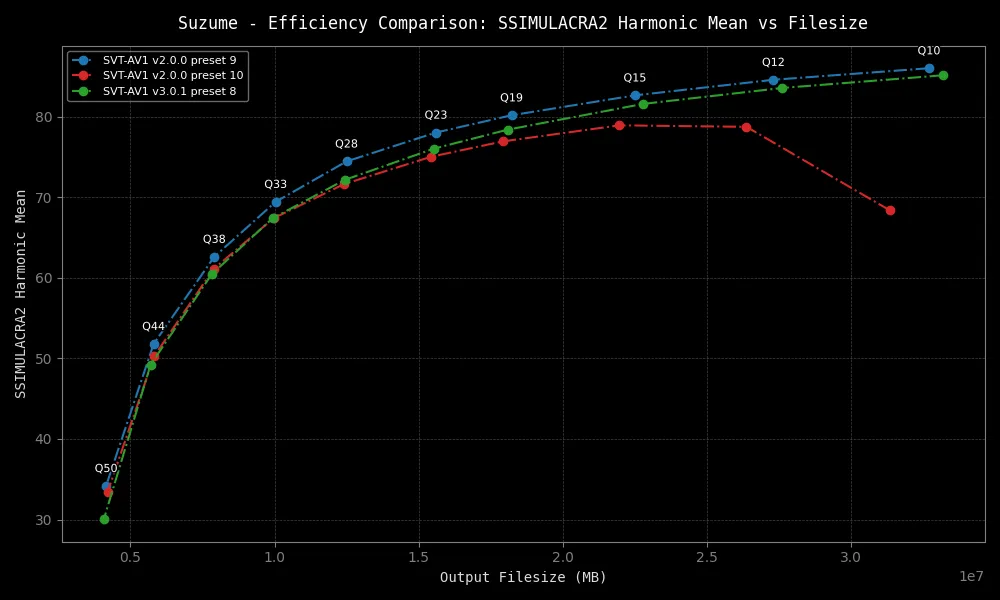 Suzume - Efficiency Comparison: SSIMULACRA2 Harmonic Mean vs Filesize
SVT-AV1 v2.0.0 preset 9
SVT-AV1 v2.0.0 preset 10
SVT-AV1 v3.0.1 preset 8
Q10
Q12
Q15
Q19
Q23
Q28
Q33
Q38
Q44
Q50
SSIMULACRA2 Harmonic Mean
80
70
60
50
40
30
0.5 1.0 1.5 2.0 2.5 3.0
1e7
Output Filesize (MB)